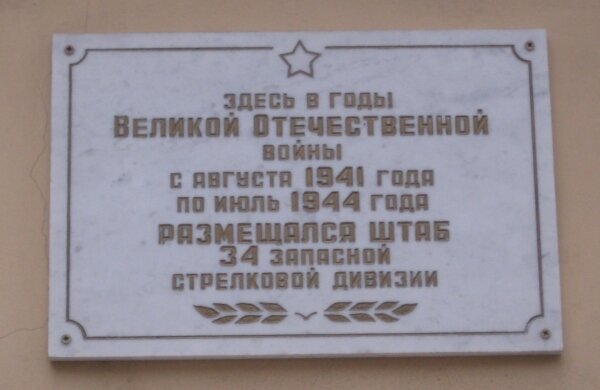 ЗДЕСЬ В ГОДЫ
ВЕЛИКОЙ ОТЕЧЕСТВЕННОЙ
ВОЙНЫ
С АВГУСТА 1941 ГОДА
ПО ИЮЛЬ 1944 ГОДА
РАЗМЕЩАЛСЯ ШТАБ
34 ЗАПАСНОЙ
СТРЕЛКОВОЙ ДИВИЗИИ